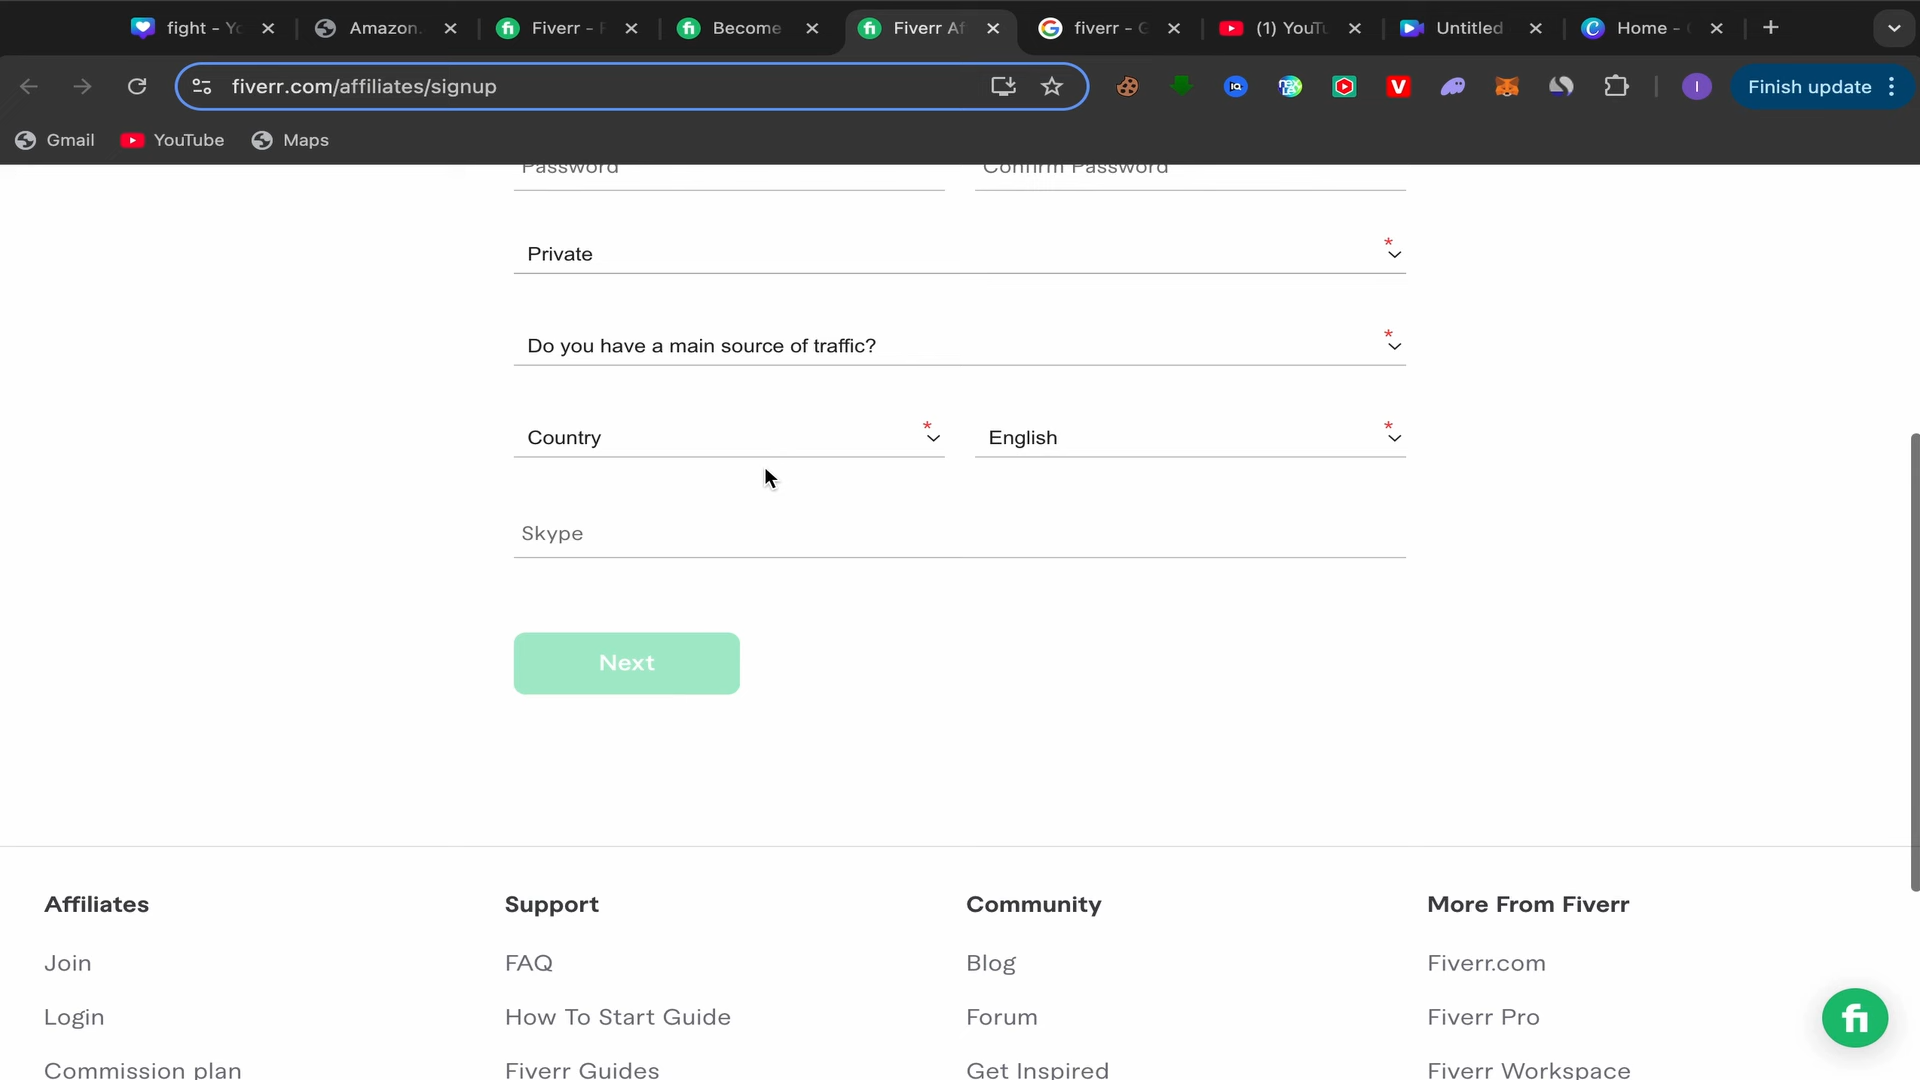 fight - Yo
Amazon.
Fiverr - F
Become
Fiverr Af
fiverr - G
(1) YouTu
Untitled
Home - C
fiverr.com/affiliates/signup
Finish update
Gmail
YouTube
Maps
Password
Confirm Password
Private
*
Do you have a main source of traffic?
*
Country
*
English
*
Skype
Next
Affiliates
Support
Community
More From Fiverr
Join
FAQ
Blog
Fiverr.com
Login
How To Start Guide
Forum
Fiverr Pro
Commission plan
Fiverr Guides
Get Inspired
Fiverr Workspace
fi